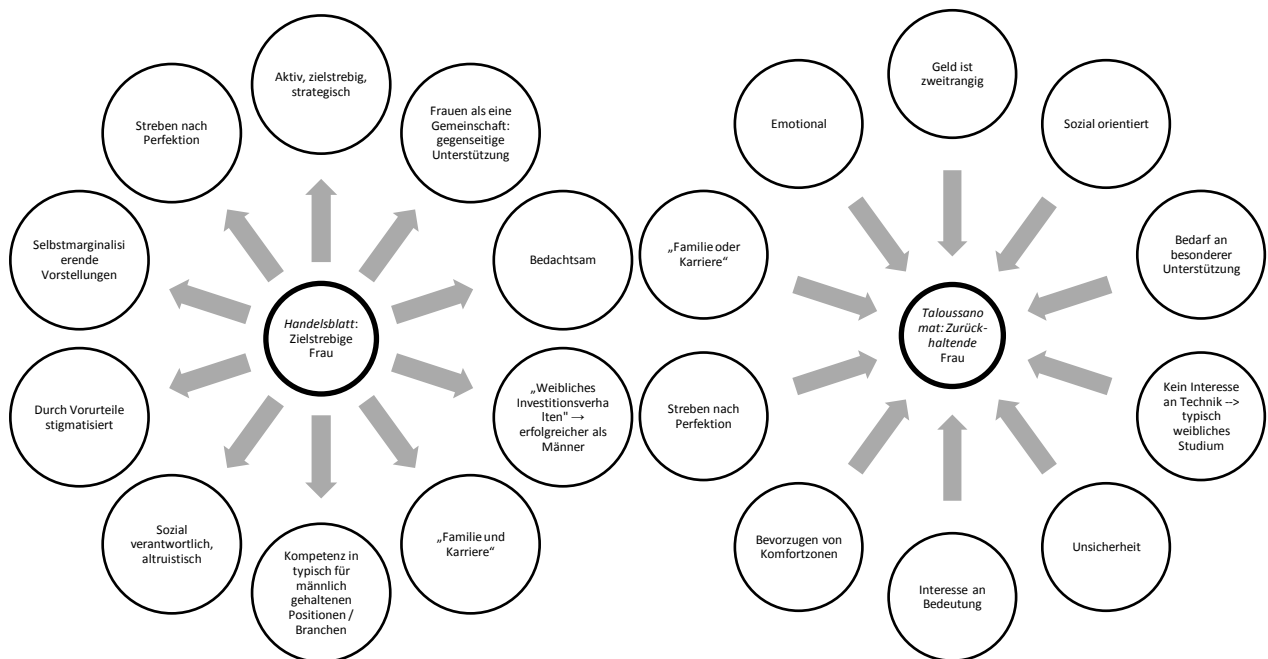 Aktiv, zielstrebig,
strategisch
Frauen als eine
Gemeinschaft:
gegenseitige
Unterstützung
Bedachtsam
„Weibliches
Investitionsverha
lten" →
erfolgreicher als
Männer
„Familie und
Karriere“
Kompetenz in
typisch für
männlich
gehaltenen
Positionen /
Branchen
Sozial
verantwortlich,
altruistisch
Durch Vorurteile
stigmatisiert
Selbstmarginalisi
erende
Vorstellungen
Streben nach
Perfektion
Handelsblatt:
Zielstrebige
Frau
Geld ist
zweitrangig
Sozial orientiert
Bedarf an
besonderer
Unterstützung
Kein Interesse
an Technik -->
typisch
weibliches
Studium
Unsicherheit
Interesse an
Bedeutung
Bevorzugen von
Komfortzonen
Streben nach
Perfektion
„Familie oder
Karriere“
Emotional
Taloussano
mat: Zurück-
haltende
Frau